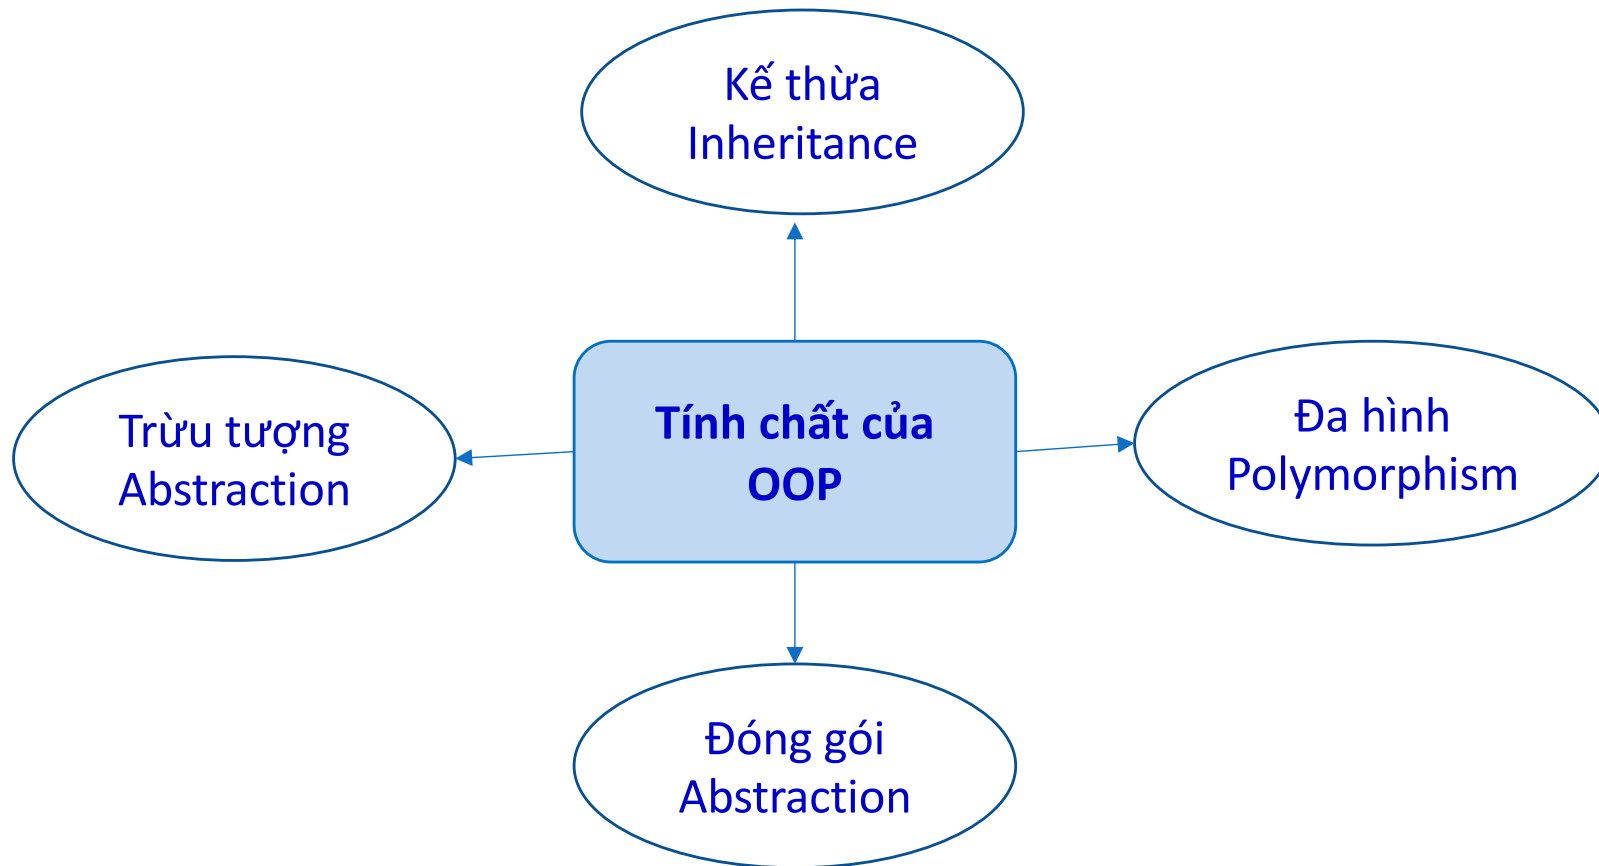 Kế thừa
Inheritance
Trừu tượng
Abstraction
Tính chất của
OOP
Đa hình
Polymorphism
Đóng gói
Abstraction